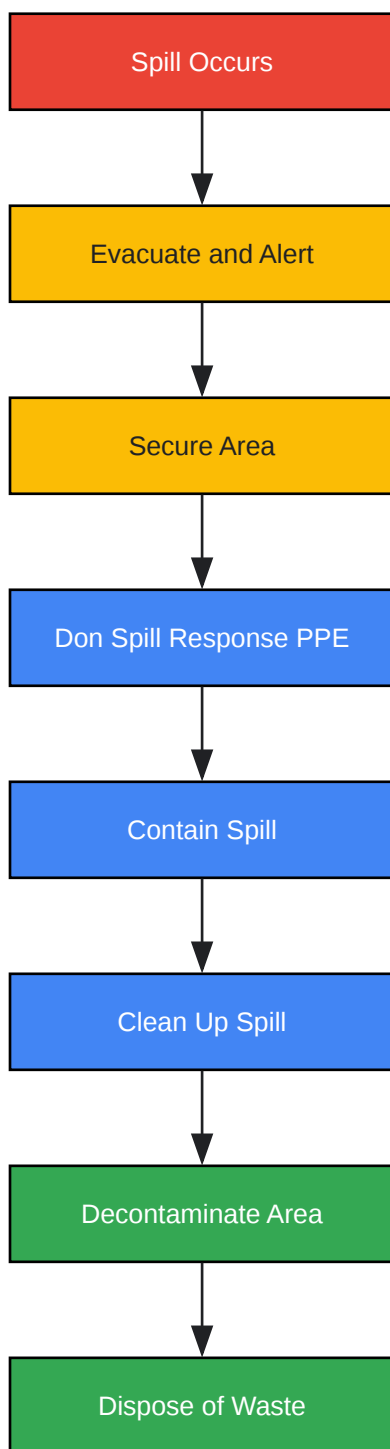 Spill Occurs
Evacuate and Alert
Secure Area
Don Spill Response PPE
Contain Spill
Clean Up Spill
Decontaminate Area
Dispose of Waste